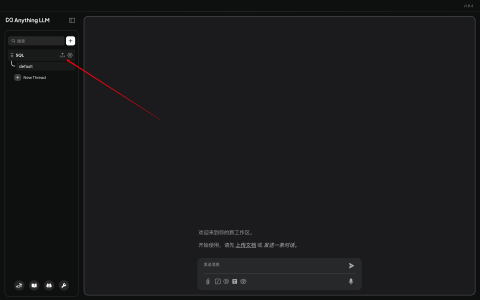 Anything LLM
搜索
SQL
default
New Thread
欢迎来到你的新工作区。
开始使用，请先 上传文档 或 发送一条对话。
发送消息